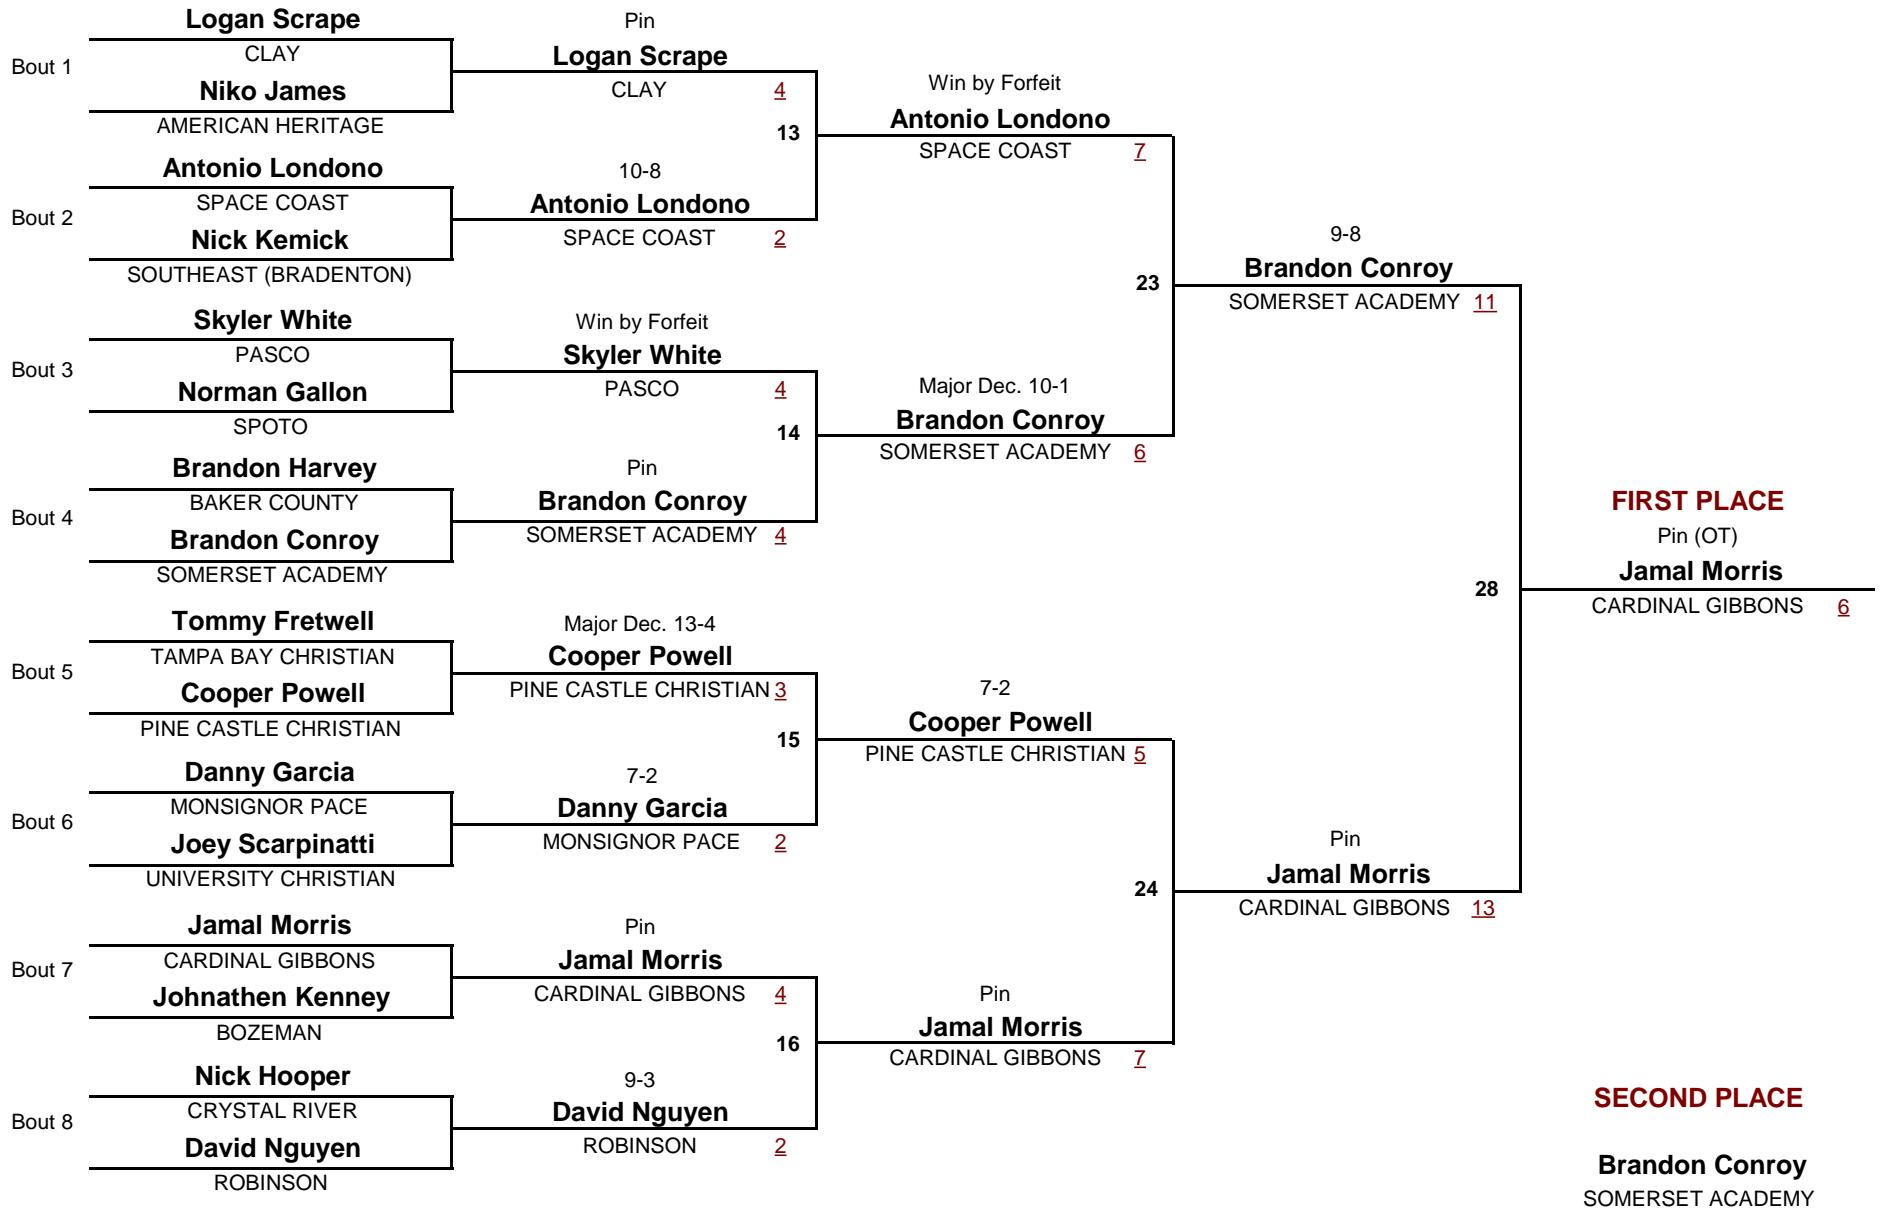 Logan Scrape
CLAY
Bout 1
Niko James
AMERICAN HERITAGE
Antonio Londono
SPACE COAST
Bout 2
Nick Kemick
SOUTHEAST (BRADENTON)
Skyler White
PASCO
Bout 3
Norman Gallon
SPOTO
Brandon Harvey
BAKER COUNTY
Bout 4
Brandon Conroy
SOMERSET ACADEMY
Tommy Fretwell
TAMPA BAY CHRISTIAN
Bout 5
Cooper Powell
PINE CASTLE CHRISTIAN
Danny Garcia
MONSIGNOR PACE
Bout 6
Joey Scarpinatti
UNIVERSITY CHRISTIAN
Jamal Morris
CARDINAL GIBBONS
Bout 7
Johnathen Kenney
BOZEMAN
Nick Hooper
CRYSTAL RIVER
Bout 8
David Nguyen
ROBINSON
Pin
Logan Scrape
CLAY 4
13
10-8
Antonio Londono
SPACE COAST 2
Win by Forfeit
Skyler White
PASCO 4
14
Pin
Brandon Conroy
SOMERSET ACADEMY 4
Major Dec. 13-4
Cooper Powell
PINE CASTLE CHRISTIAN 3
15
7-2
Danny Garcia
MONSIGNOR PACE 2
Pin
Jamal Morris
CARDINAL GIBBONS 4
16
9-3
David Nguyen
ROBINSON 2
Win by Forfeit
Antonio Londono
SPACE COAST 7
23
Major Dec. 10-1
Brandon Conroy
SOMERSET ACADEMY 6
7-2
Cooper Powell
PINE CASTLE CHRISTIAN 5
24
Pin
Jamal Morris
CARDINAL GIBBONS 7
9-8
Brandon Conroy
SOMERSET ACADEMY 11
28
Pin
Jamal Morris
CARDINAL GIBBONS 13
FIRST PLACE
Pin (OT)
Jamal Morris
CARDINAL GIBBONS 6
SECOND PLACE
Brandon Conroy
SOMERSET ACADEMY